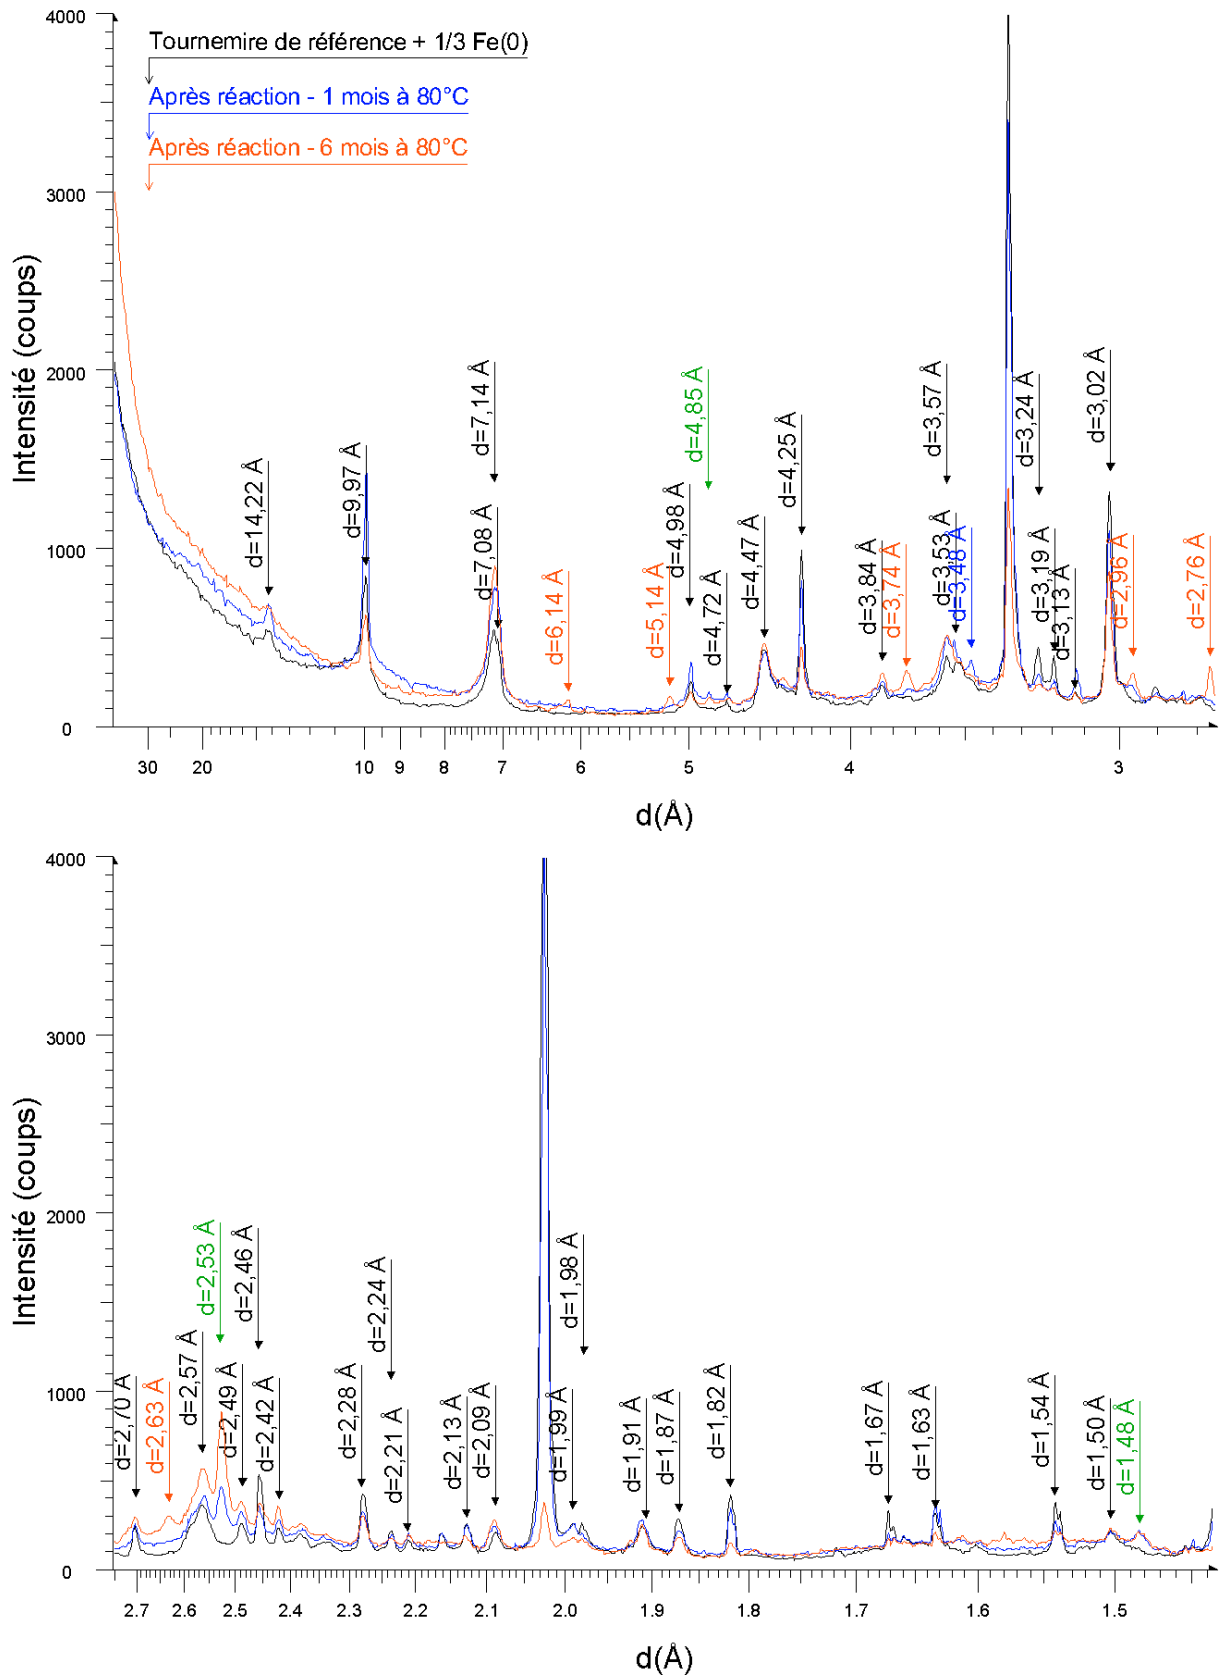 4000
Tournemire de référence + 1/3 Fe(0)
Après réaction - 1 mois à 80°C
Après réaction - 6 mois à 80°C
3000
2000
1000
0
Intensité (coups)
d=14,22 Å
d=9,97 Å
d=7,14 Å
d=7,08 Å
d=6,14 Å
d=5,14 Å
d=4,98 Å
d=4,85 Å
d=4,72 Å
d=4,47 Å
d=4,25 Å
d=3,84 Å
d=3,74 Å
d=3,57 Å
d=3,53 Å
d=3,48 Å
d=3,24 Å
d=3,19 Å
d=3,13 Å
d=3,02 Å
d=2,96 Å
d=2,76 Å
30 20 10 9 8 7 6 5 4 3
d(Å)
4000
3000
2000
1000
0
Intensité (coups)
d=2,70 Å
d=2,63 Å
d=2,57 Å
d=2,53 Å
d=2,49 Å
d=2,46 Å
d=2,42 Å
d=2,28 Å
d=2,24 Å
d=2,21 Å
d=2,13 Å
d=2,09 Å
d=1,99 Å
d=1,98 Å
d=1,91 Å
d=1,87 Å
d=1,82 Å
d=1,67 Å
d=1,63 Å
d=1,54 Å
d=1,50 Å
d=1,48 Å
2.7 2.6 2.5 2.4 2.3 2.2 2.1 2.0 1.9 1.8 1.7 1.6 1.5
d(Å)